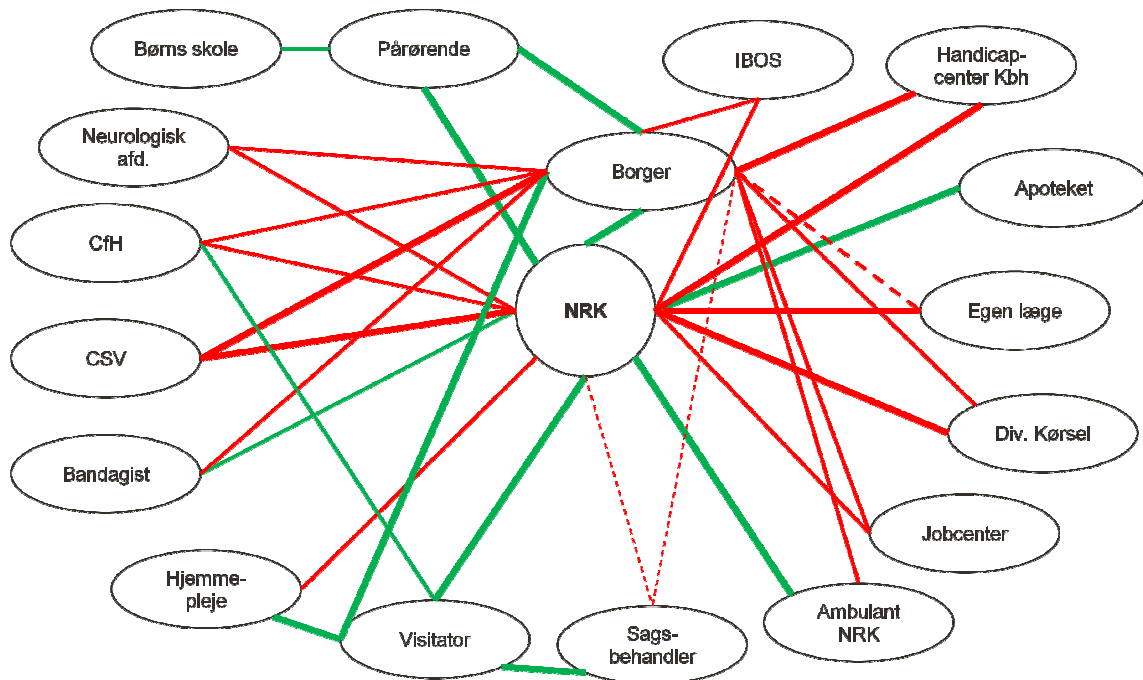 Børns skole
Pårørende
IBOS
Handicap-
center Kbh
Neurologisk
afd.
Borger
Apoteket
CfH
NRK
Egen læge
CSV
Div. Kørsel
Bandagist
Jobcenter
Hjemme-
pleje
Visitator
Sags-
behandler
Ambulant
NRK